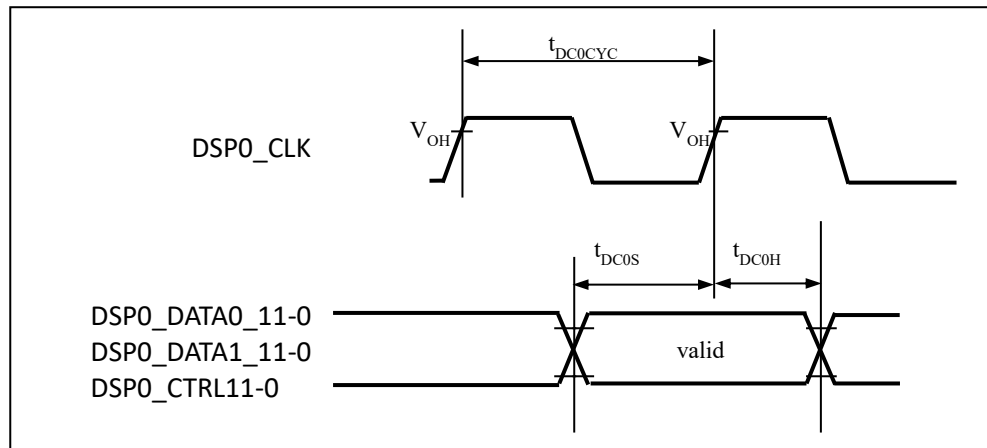 tDC0CYC
VOH
VOH
DSP0_CLK
tDC0S
tDC0H
DSP0_DATA0_11-0
DSP0_DATA1_11-0
valid
DSP0_CTRL11-0